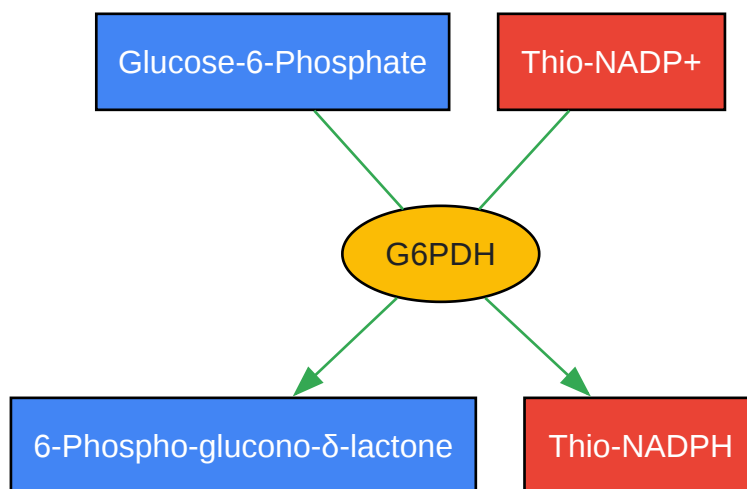 Glucose-6-Phosphate
Thio-NADP+
G6PDH
6-Phospho-glucono-δ-lactone
Thio-NADPH